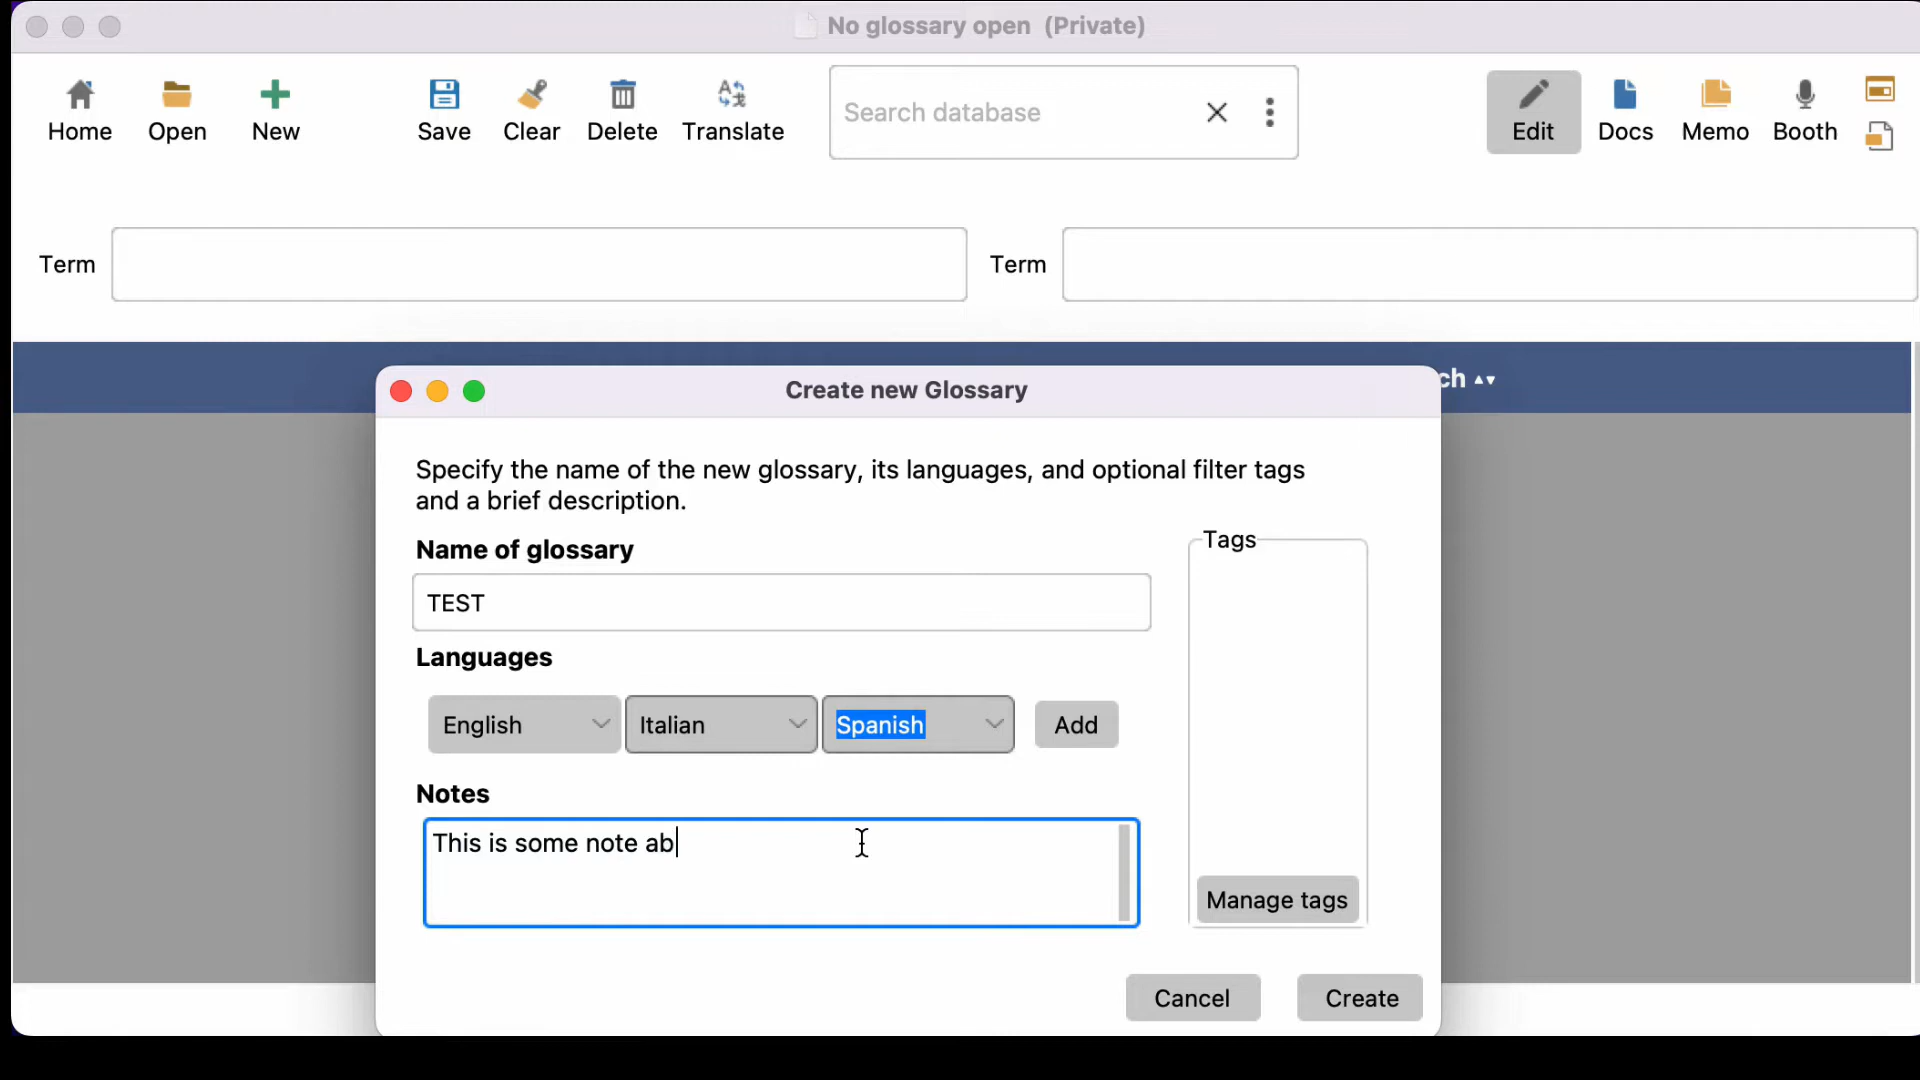 No glossary open (Private)
Home Open New Save Clear Delete Translate Search database Edit Docs Memo Booth
Term Term
ch
Create new Glossary
Specify the name of the new glossary, its languages, and optional filter tags
and a brief description.
Name of glossary
Tags
TEST
Languages
English Italian Spanish Add
Notes
This is some note ab
Manage tags
Cancel Create